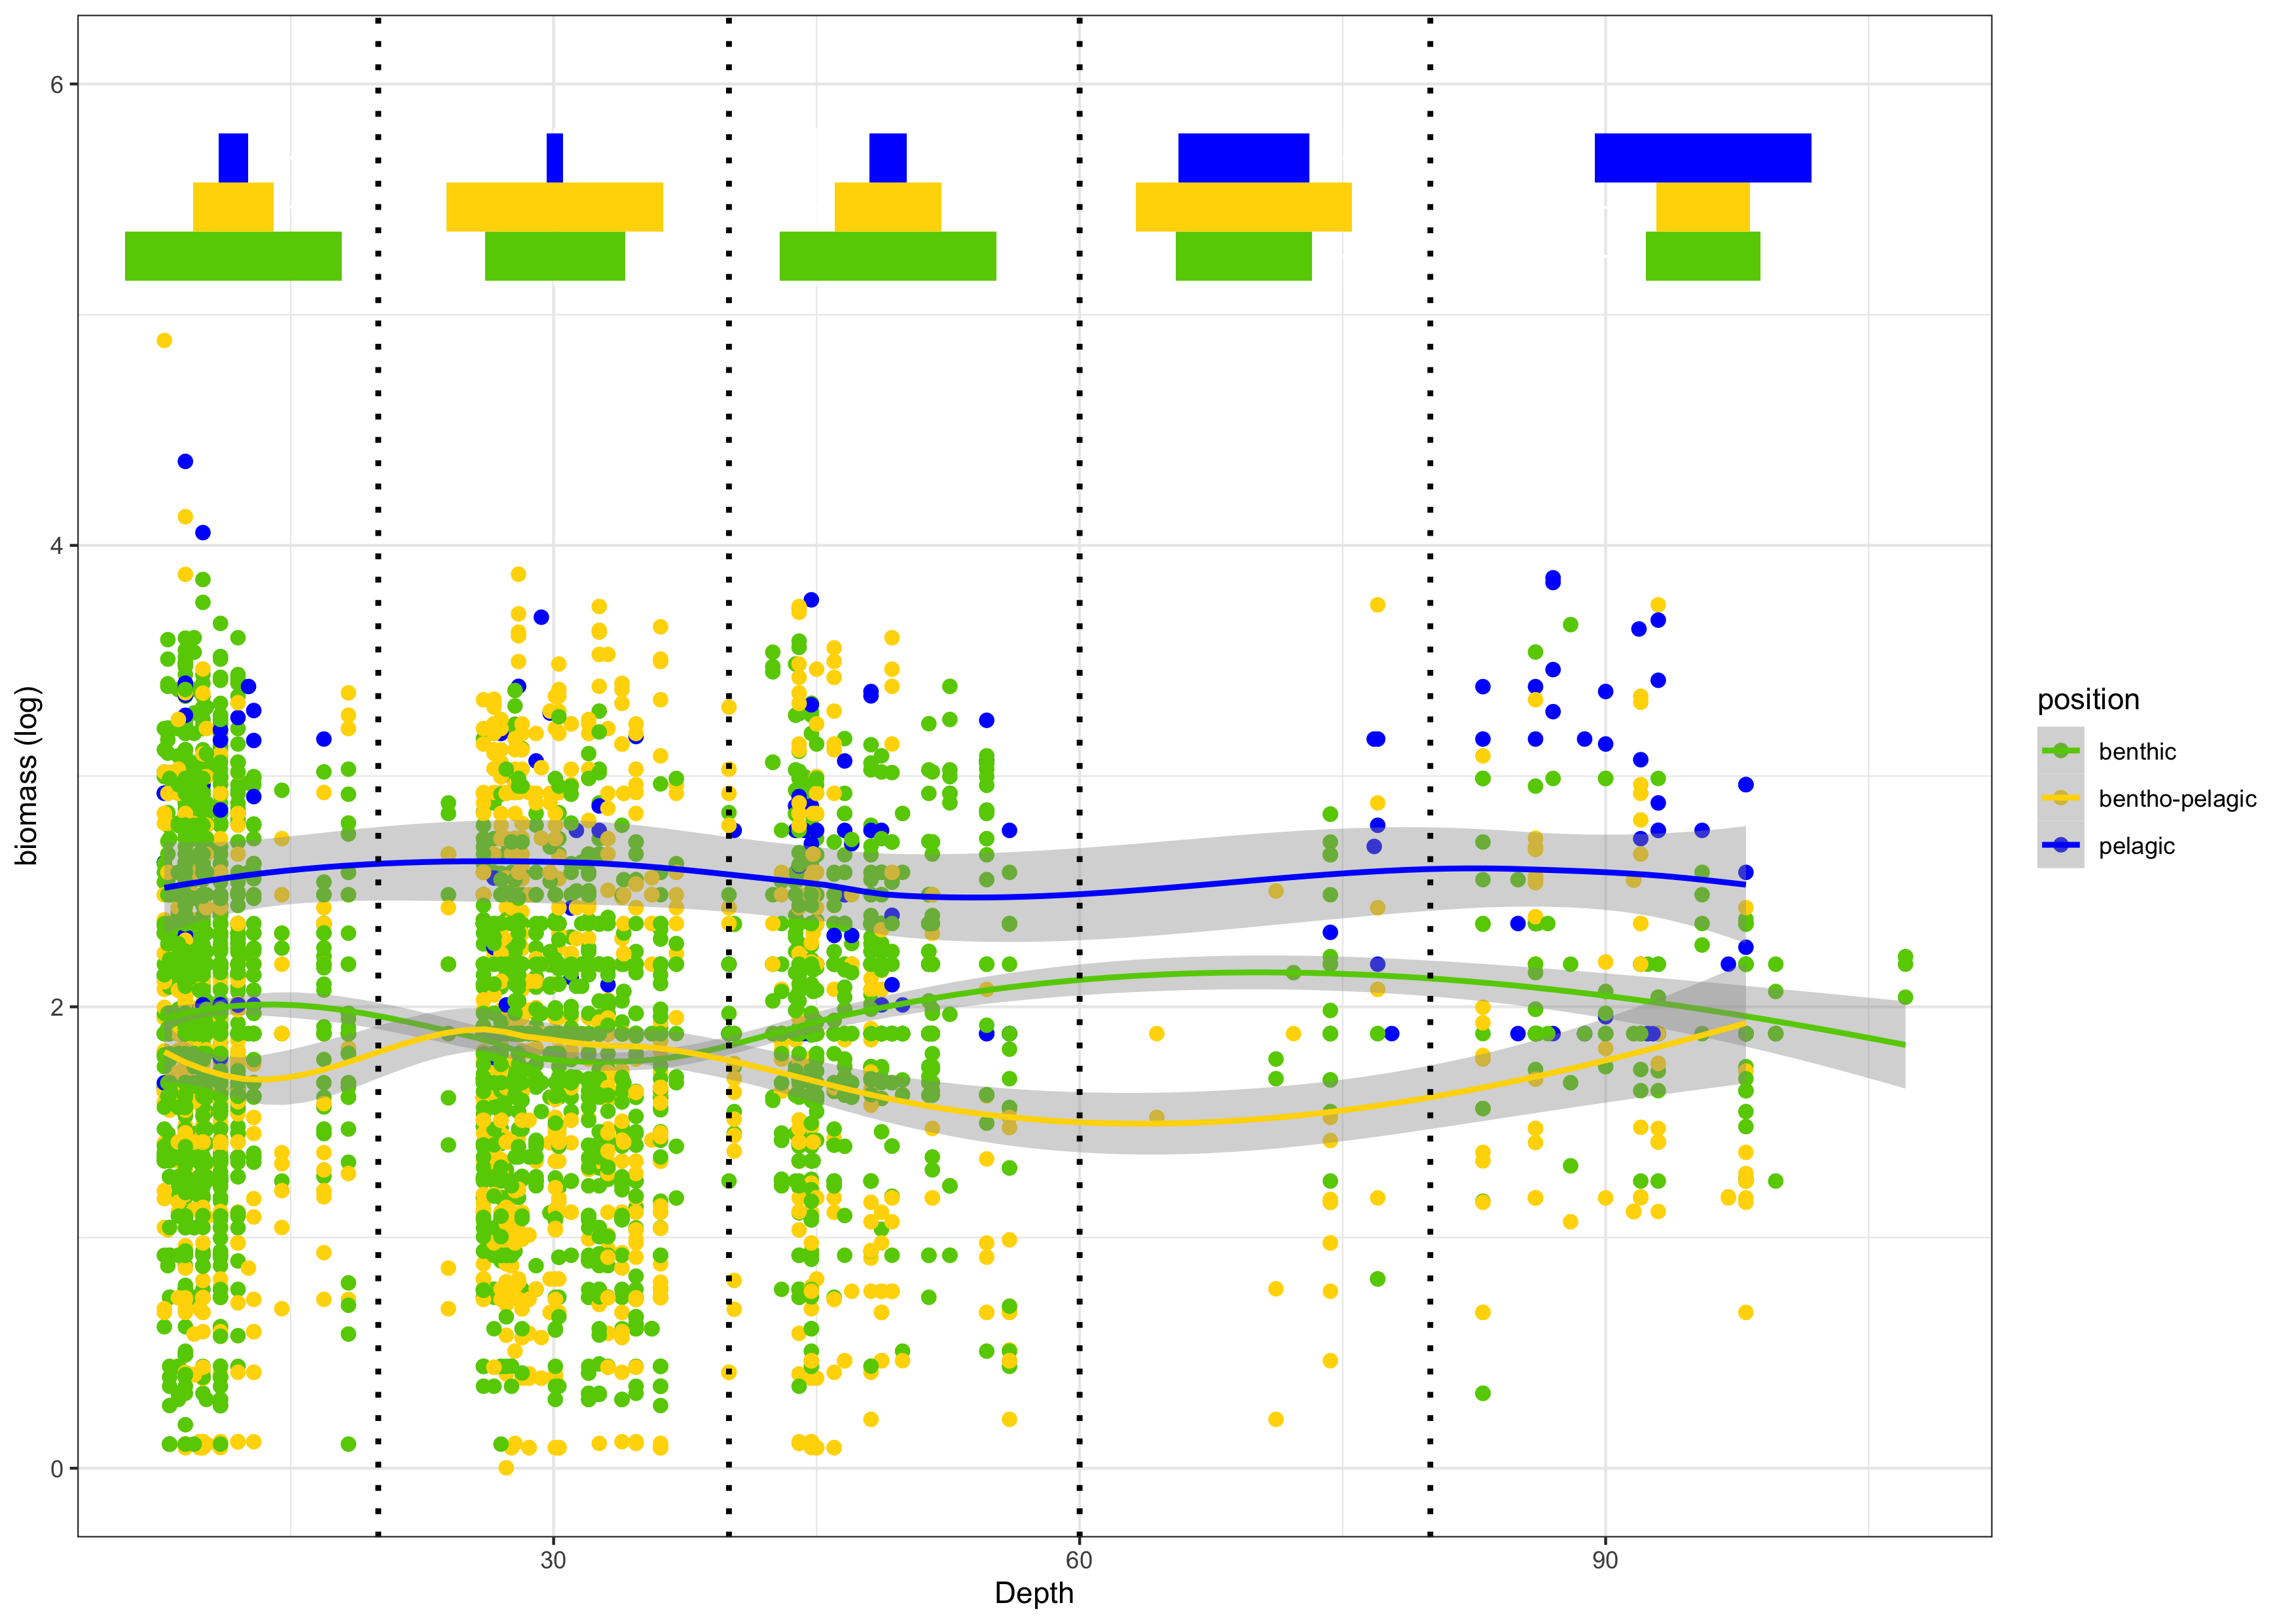 6
4
2
0
biomass (log)
30
60
90
Depth
position
benthic
bentho-pelagic
pelagic